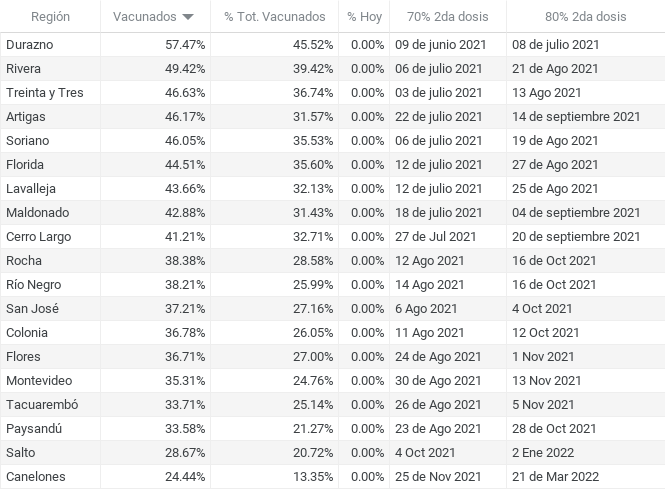 Región Vacunados % Tot. Vacunados % Hoy 70% 2da dosis 80% 2da dosis
Durazno 57.47% 45.52% 0.00% 09 de junio 2021 08 de julio 2021
Rivera 49.42% 39.42% 0.00% 06 de julio 2021 21 de Ago 2021
Treinta y Tres 46.63% 36.74% 0.00% 03 de julio 2021 13 Ago 2021
Artigas 46.17% 31.57% 0.00% 22 de julio 2021 14 de septiembre 2021
Soriano 46.05% 35.53% 0.00% 06 de julio 2021 19 de Ago 2021
Florida 44.51% 35.60% 0.00% 12 de julio 2021 27 de Ago 2021
Lavalleja 43.66% 32.13% 0.00% 12 de julio 2021 25 de Ago 2021
Maldonado 42.88% 31.43% 0.00% 18 de julio 2021 04 de septiembre 2021
Cerro Largo 41.21% 32.71% 0.00% 27 de Jul 2021 20 de septiembre 2021
Rocha 38.38% 28.58% 0.00% 12 Ago 2021 16 de Oct 2021
Río Negro 38.21% 25.99% 0.00% 14 Ago 2021 16 de Oct 2021
San José 37.21% 27.16% 0.00% 6 Ago 2021 4 Oct 2021
Colonia 36.78% 26.05% 0.00% 11 Ago 2021 12 Oct 2021
Flores 36.71% 27.00% 0.00% 24 de Ago 2021 1 Nov 2021
Montevideo 35.31% 24.76% 0.00% 30 de Ago 2021 13 Nov 2021
Tacuarembó 33.71% 25.14% 0.00% 26 de Ago 2021 5 Nov 2021
Paysandú 33.58% 21.27% 0.00% 23 de Ago 2021 28 de Oct 2021
Salto 28.67% 20.72% 0.00% 4 Oct 2021 2 Ene 2022
Canelones 24.44% 13.35% 0.00% 25 de Nov 2021 21 de Mar 2022